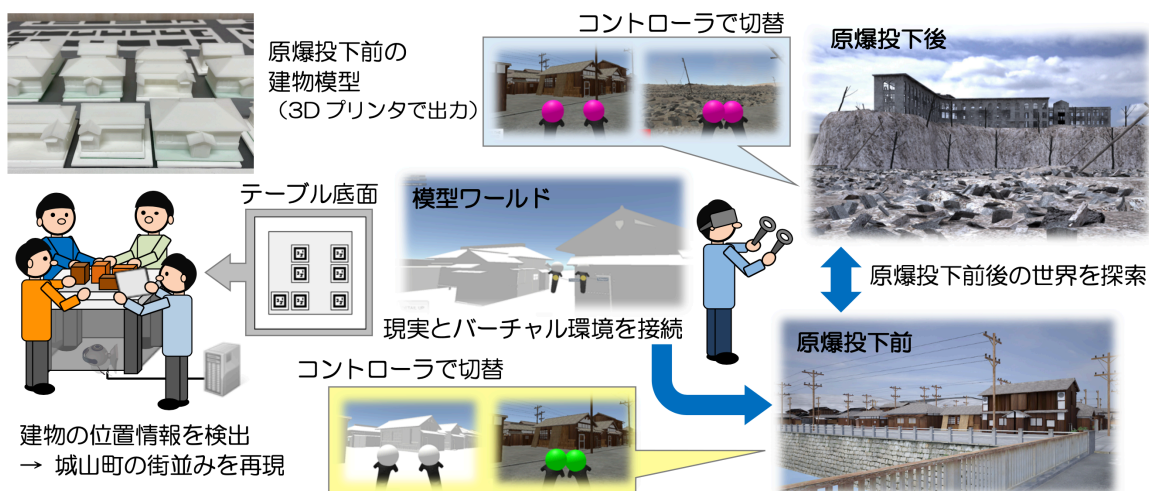 コントローラで切替
原爆投下前の
建物模型
（3D プリンタで出力）
原爆投下後
テーブル底面
模型ワールド
原爆投下前後の世界を探索
現実とバーチャル環境を接続
原爆投下前
コントローラで切替
建物の位置情報を検出
→ 城山町の街並みを再現